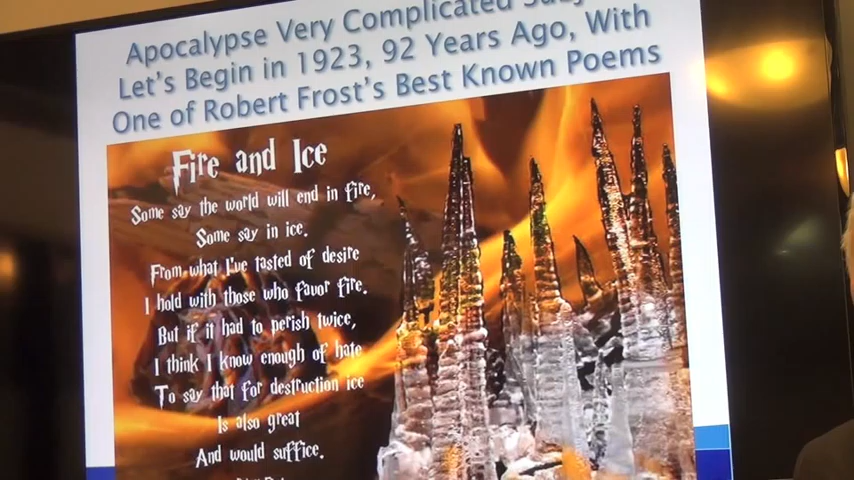 Apocalypse Very Complicated
Let's Begin in 1923, 92 Years Ago, With
One of Robert Frost's Best Known Poems
Fire and Ice
Some say the world will end in fire,
Some say in ice.
From what I've tasted of desire
I hold with those who favor fire.
But if it had to perish twice,
I think I know enough of hate
To say that for destruction ice
Is also great
And would suffice.